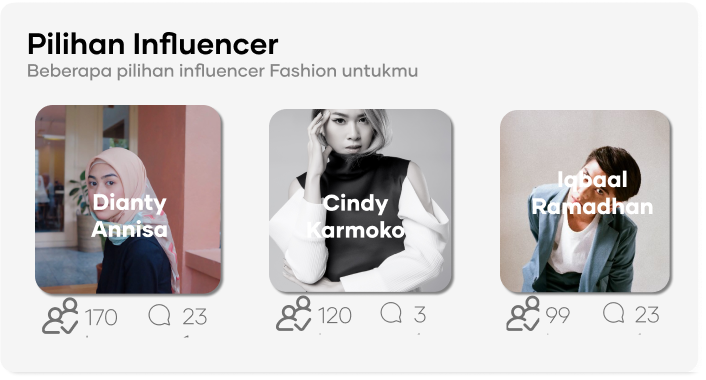 Pilihan Influencer
Beberapa pilihan influencer Fashion untukmu
Dianty
Annisa
Cindy
Karmoko
Iqbaal
Ramadhan
170 23
120 3
99 23